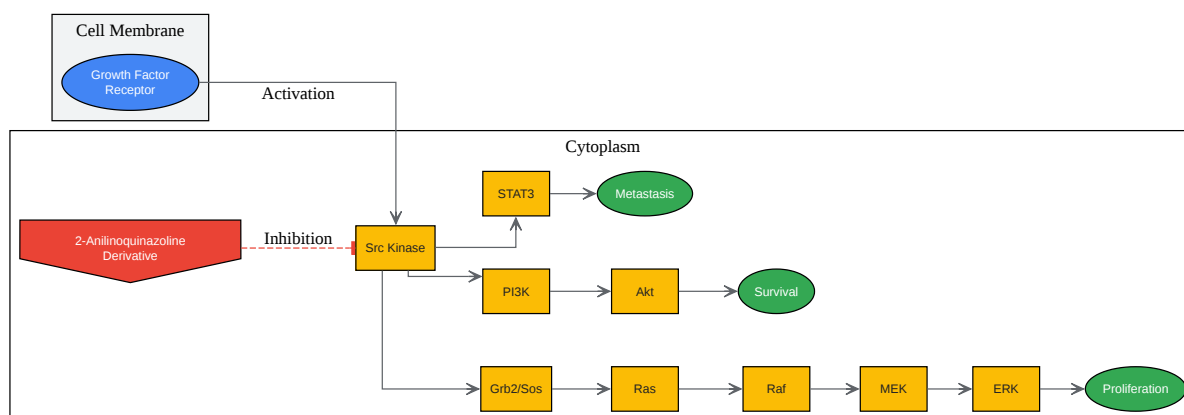 Cell Membrane
Growth Factor
Receptor
Activation
Cytoplasm
STAT3
Metastasis
2-Anilinoquinazoline
Derivative
Inhibition
Src Kinase
PI3K
Akt
Survival
Grb2/Sos
Ras
Raf
MEK
ERK
Proliferation